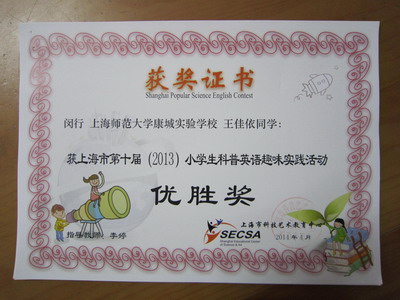 获奖证书
Shanghai Popular Science English Contest
闵行 上海师范大学康城实验学校 王佳依同学:
获上海市第十届(2013)小学生科普英语趣味实践活动
优胜奖
指导教师: 李婷
上海市科技艺术教育中心
SECSA
2014年4月